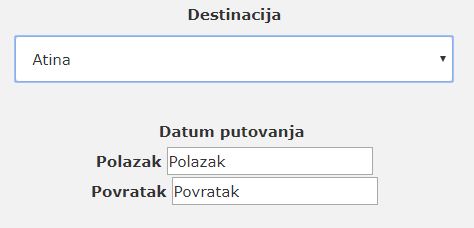 Destinacija
Atina
Datum putovanja
Polazak Polazak
Povratak Povratak